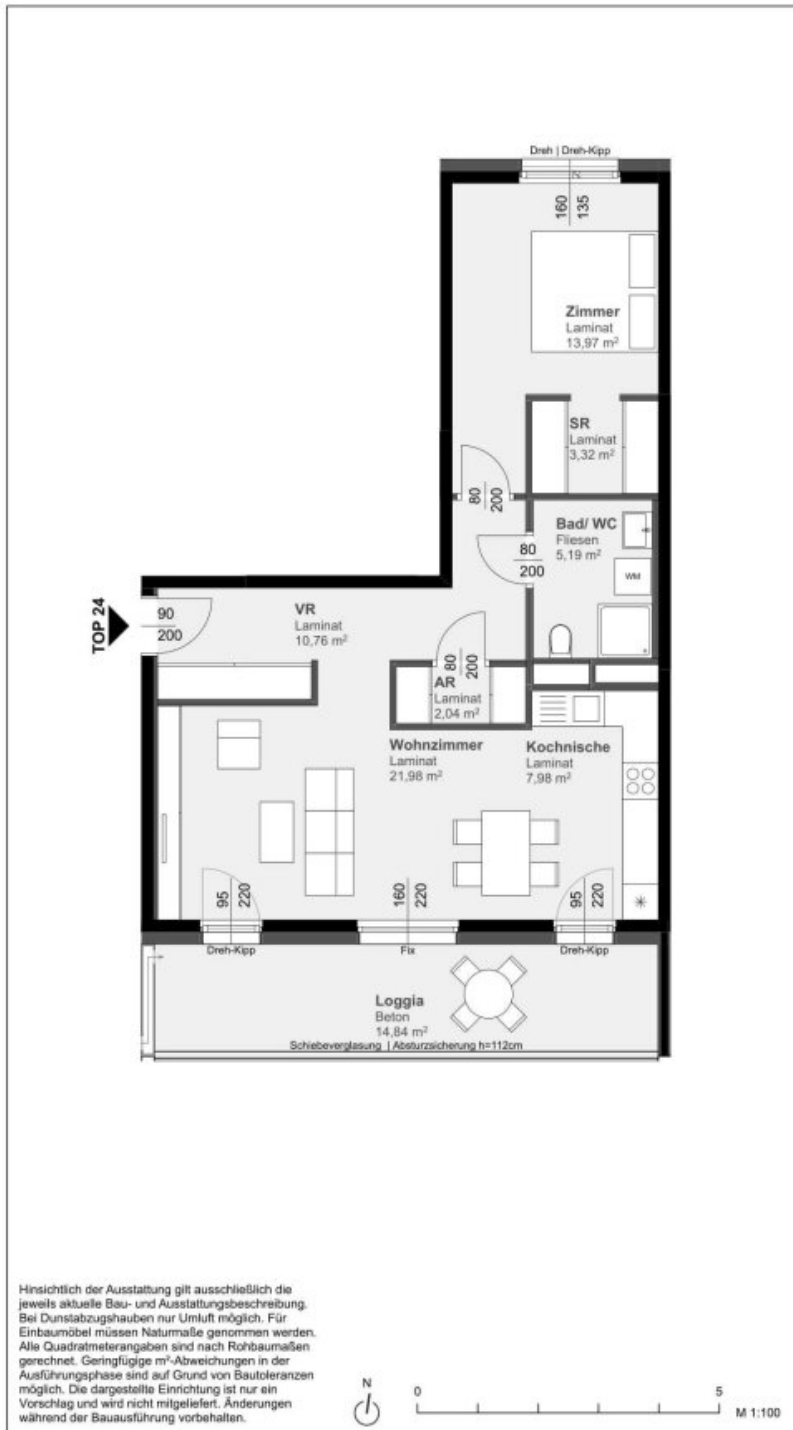 Dreh | Dreh-Kipp
160
135
Zimmer
Laminat
13,97 m²
SR
Laminat
3,32 m²
80
200
Bad/ WC
Fliesen
5,19 m²
80
200
WM
TOP 24
90
200
VR
Laminat
10,76 m²
80
200
AR
Laminat
2,04 m²
Wohnzimmer
Laminat
21,98 m²
Kochnische
Laminat
7,98 m²
95
220
160
220
95
220
Dreh-Kipp
Fix
Dreh-Kipp
Loggia
Beton
14,84 m²
Schiebeverglasung | Absturzsicherung h=112cm
Hinsichtlich der Ausstattung gilt ausschließlich die
jeweils aktuelle Bau- und Ausstattungsbeschreibung.
Bei Dunstabzugshauben nur Umluft möglich. Für
Einbaumöbel müssen Naturmaße genommen werden.
Alle Quadratmeterangaben sind nach Rohbaumaßen
gerechnet. Geringfügige m²-Abweichungen in der
Ausführungsphase sind auf Grund von Bautoleranzen
möglich. Die dargestellte Einrichtung ist nur ein
Vorschlag und wird nicht mitgeliefert. Änderungen
während der Bauausführung vorbehalten.
N
0
5
M 1:100